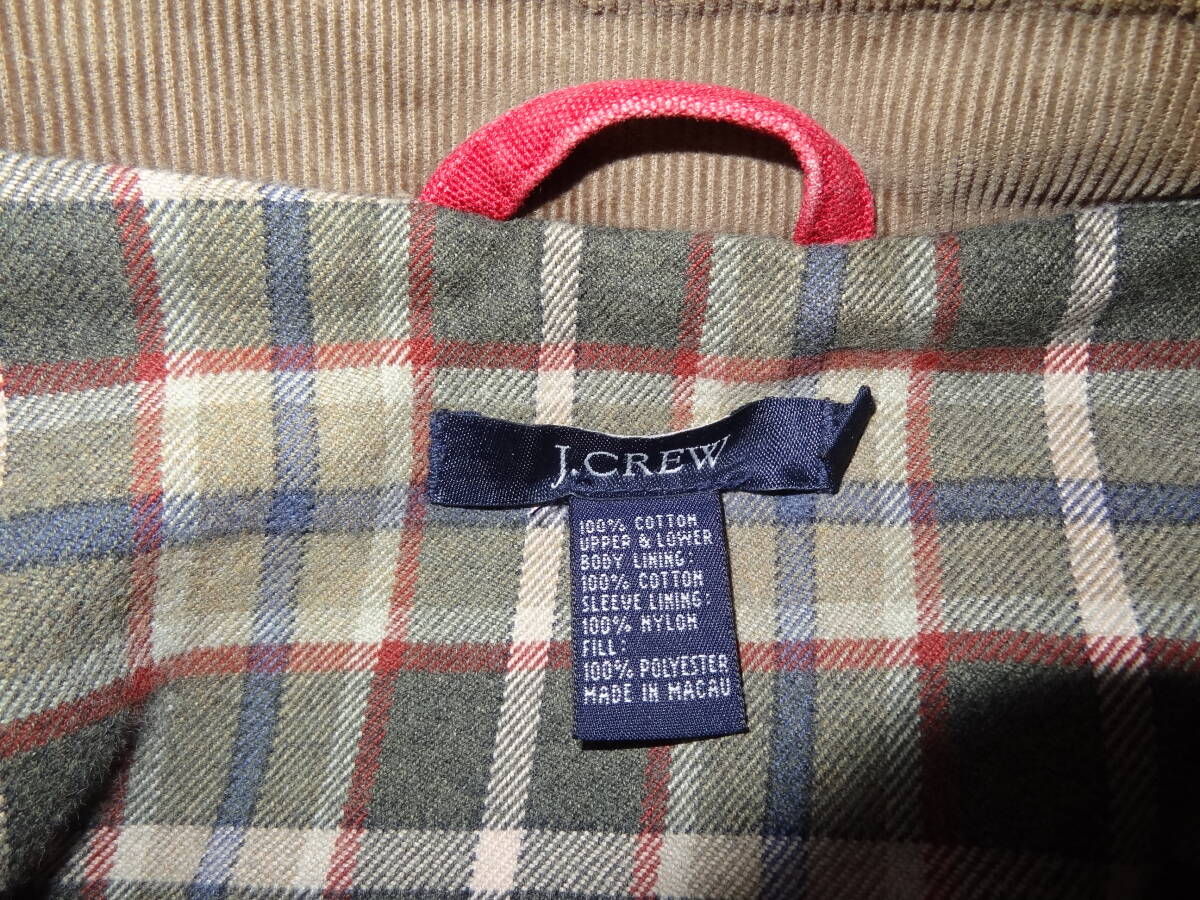 J.CREW
100% COTTON
UPPER & LOWER
BODY LINING:
100% COTTON
SLEEVE LINING:
100% NYLON
FILL:
100% POLYESTER
MADE IN MACAU